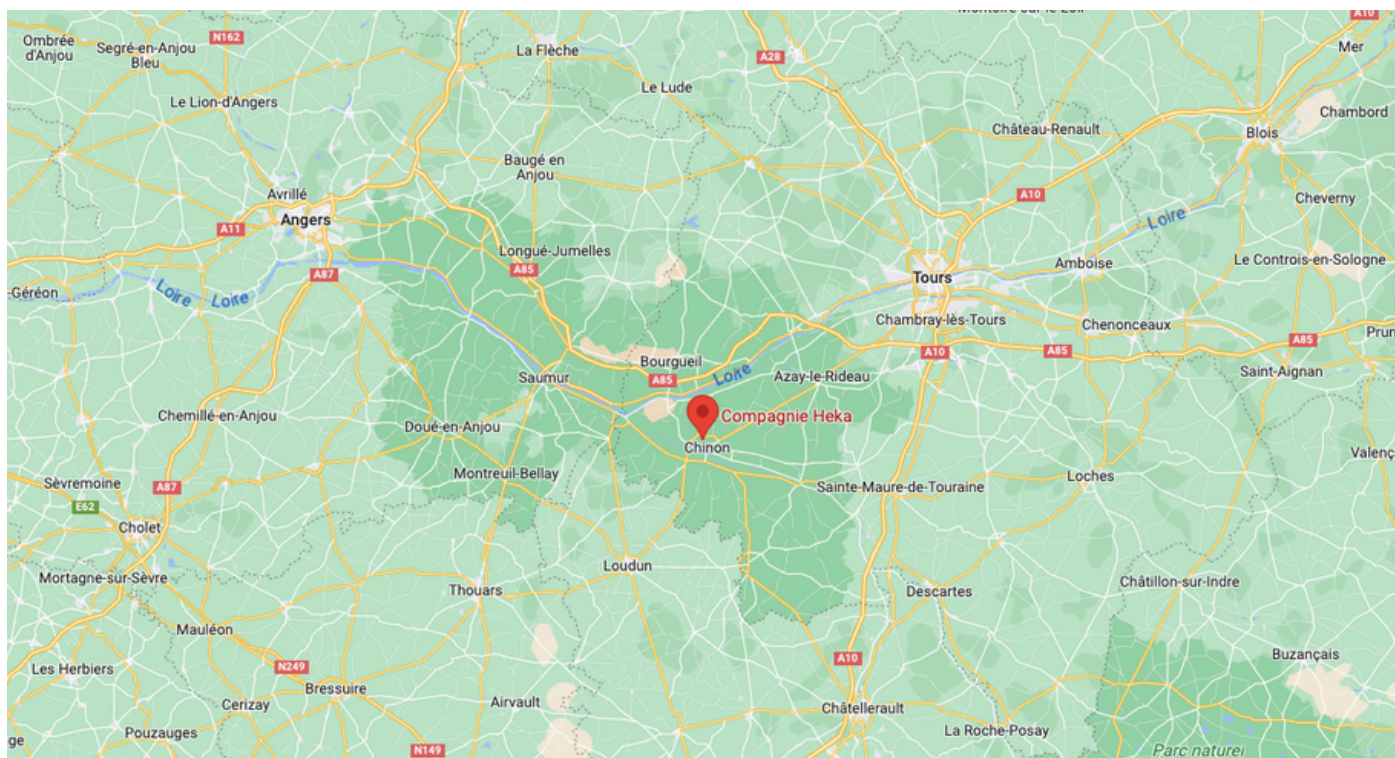 A10
Ombrée
d'Anjou
Segré-en-Anjou
Bleu
N162
La Flèche
A28
Mer
Le Lude
Le Lion-d'Angers
Chambord
Château-Renault
Blois
Baugé en
Anjou
Avrillé
Angers
A10
Cheverny
A11
Loire
Longué-Jumelles
A85
A87
Tours
Amboise
Le Controis-en-Sologne
-Géréon
Loire
Loire
Chambray-lès-Tours
Chenonceaux
A85
Prun
A10
A85
Bourgueil
A85
Loire
Azay-le-Rideau
Saumur
Saint-Aignan
Chemillé-en-Anjou
Compagnie Heka
Doué-en-Anjou
Chinon
Valenç
Montreuil-Bellay
Sèvremoine
A87
Sainte-Maure-de-Touraine
Loches
E62
Cholet
Loudun
Mortagne-sur-Sèvre
Thouars
Descartes
Châtillon-sur-Indre
Mauléon
Les Herbiers
N249
A10
Buzançais
Bressuire
Cerizay
Airvault
Châtellerault
Pouzauges
La Roche-Posay
ge
N149
Parc naturel